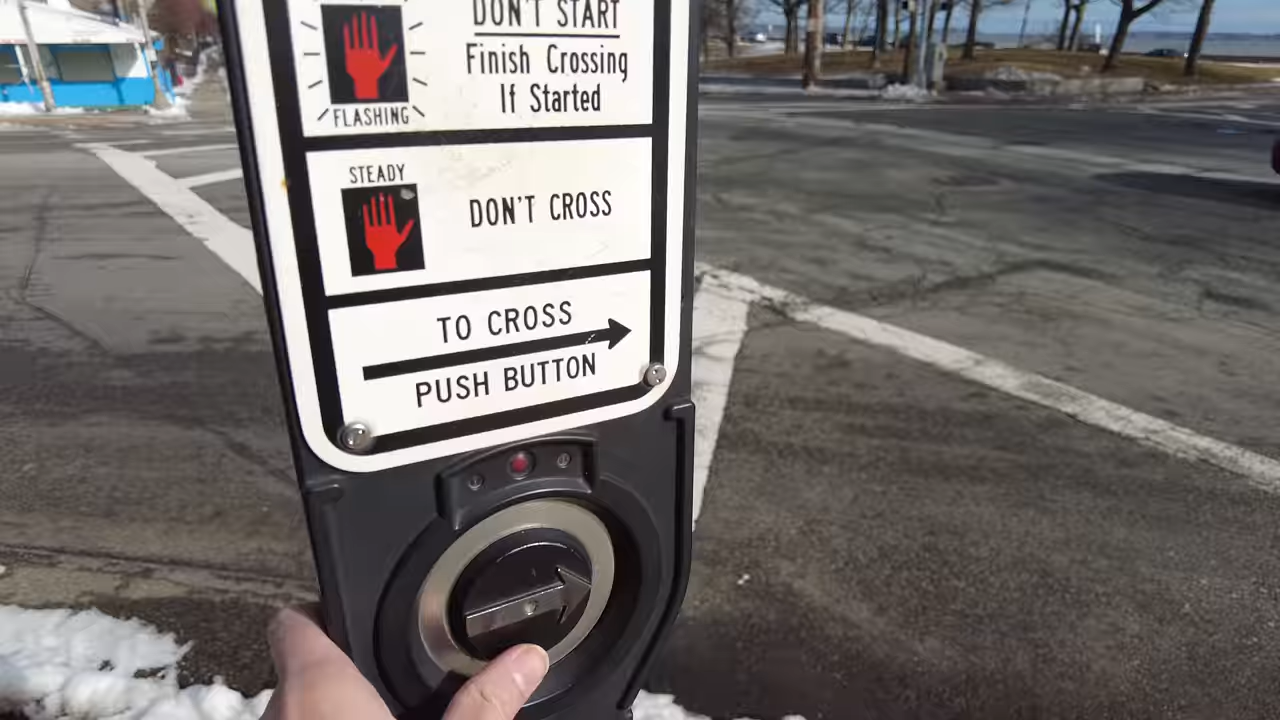 DON'T START
Finish Crossing
If Started
FLASHING
STEADY
DON'T CROSS
TO CROSS
PUSH BUTTON